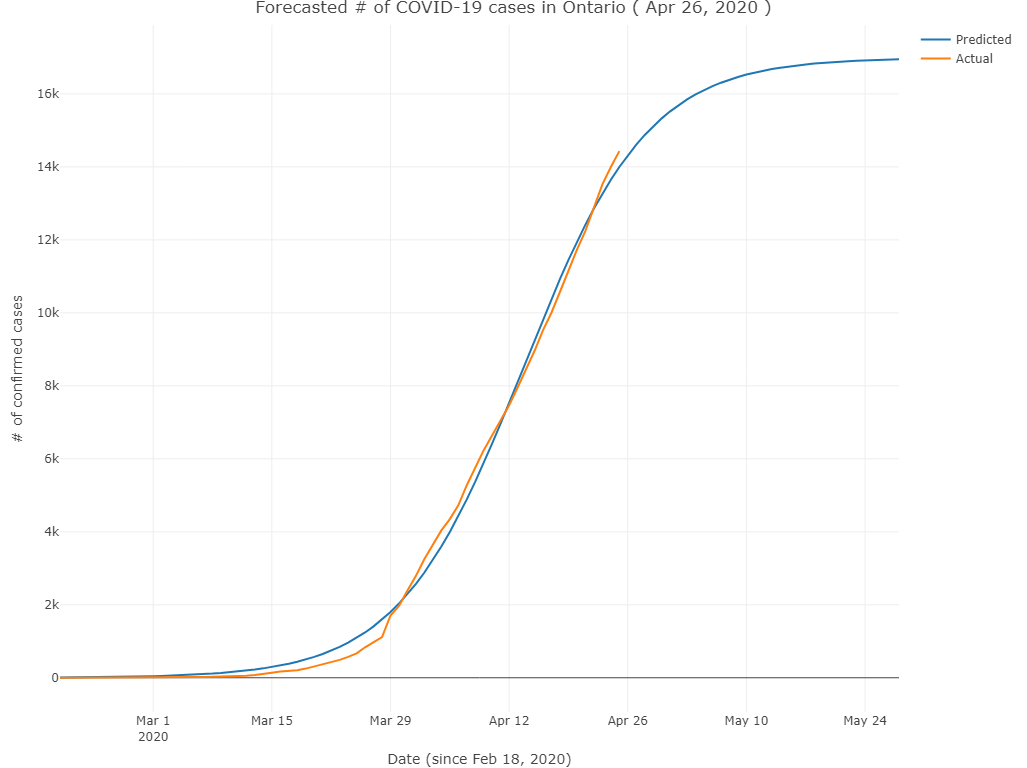 Forecasted # of COVID-19 cases in Ontario ( Apr 26, 2020 )
Predicted
Actual
16k
14k
12k
10k
8k
6k
4k
2k
0
# of confirmed cases
Mar 1
2020
Mar 15
Mar 29
Apr 12
Apr 26
May 10
May 24
Date (since Feb 18, 2020)